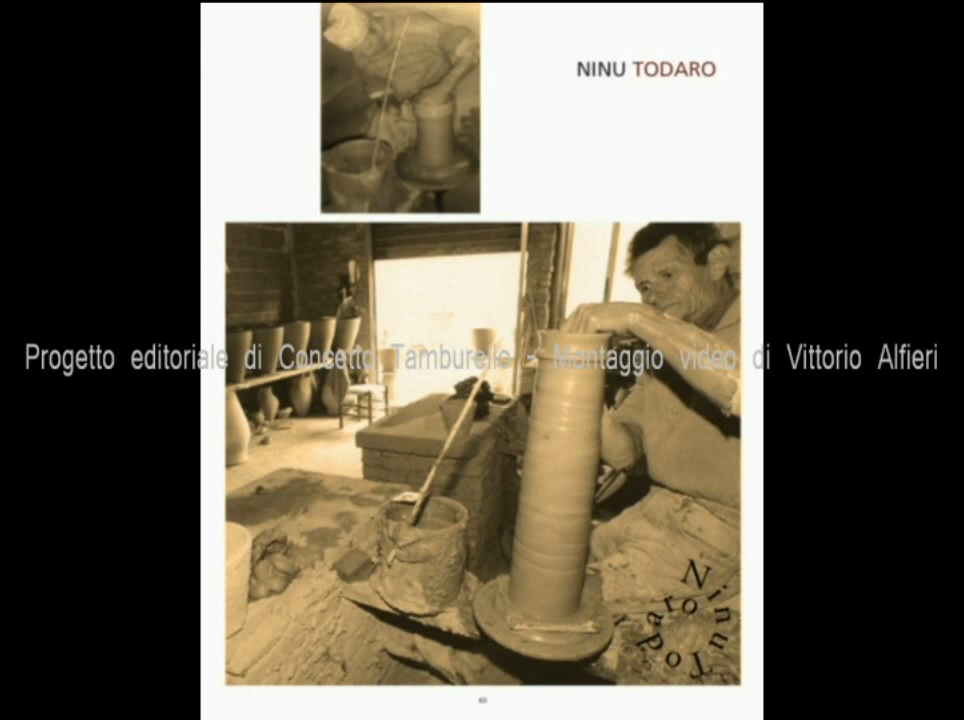 NINU TODARO
Progetto editoriale di Concetto Tamburello - Montaggio video di Vittorio Alfieri
Ninu Todaro